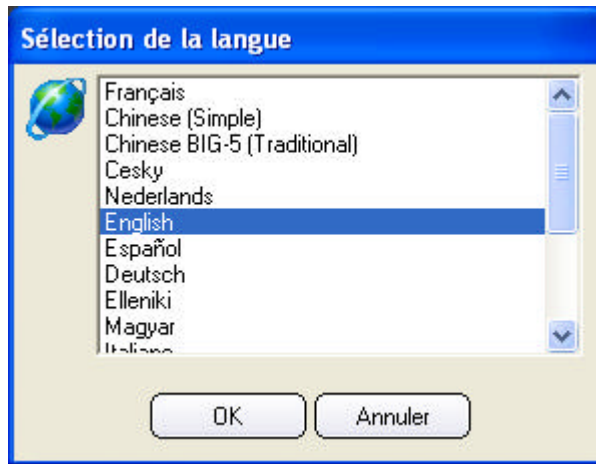 Sélection de la langue
Français
Chinese (Simple)
Chinese BIG-5 (Traditional)
Cesky
Nederlands
English
Español
Deutsch
Elleniki
Magyar
Italiano
OK
Annuler